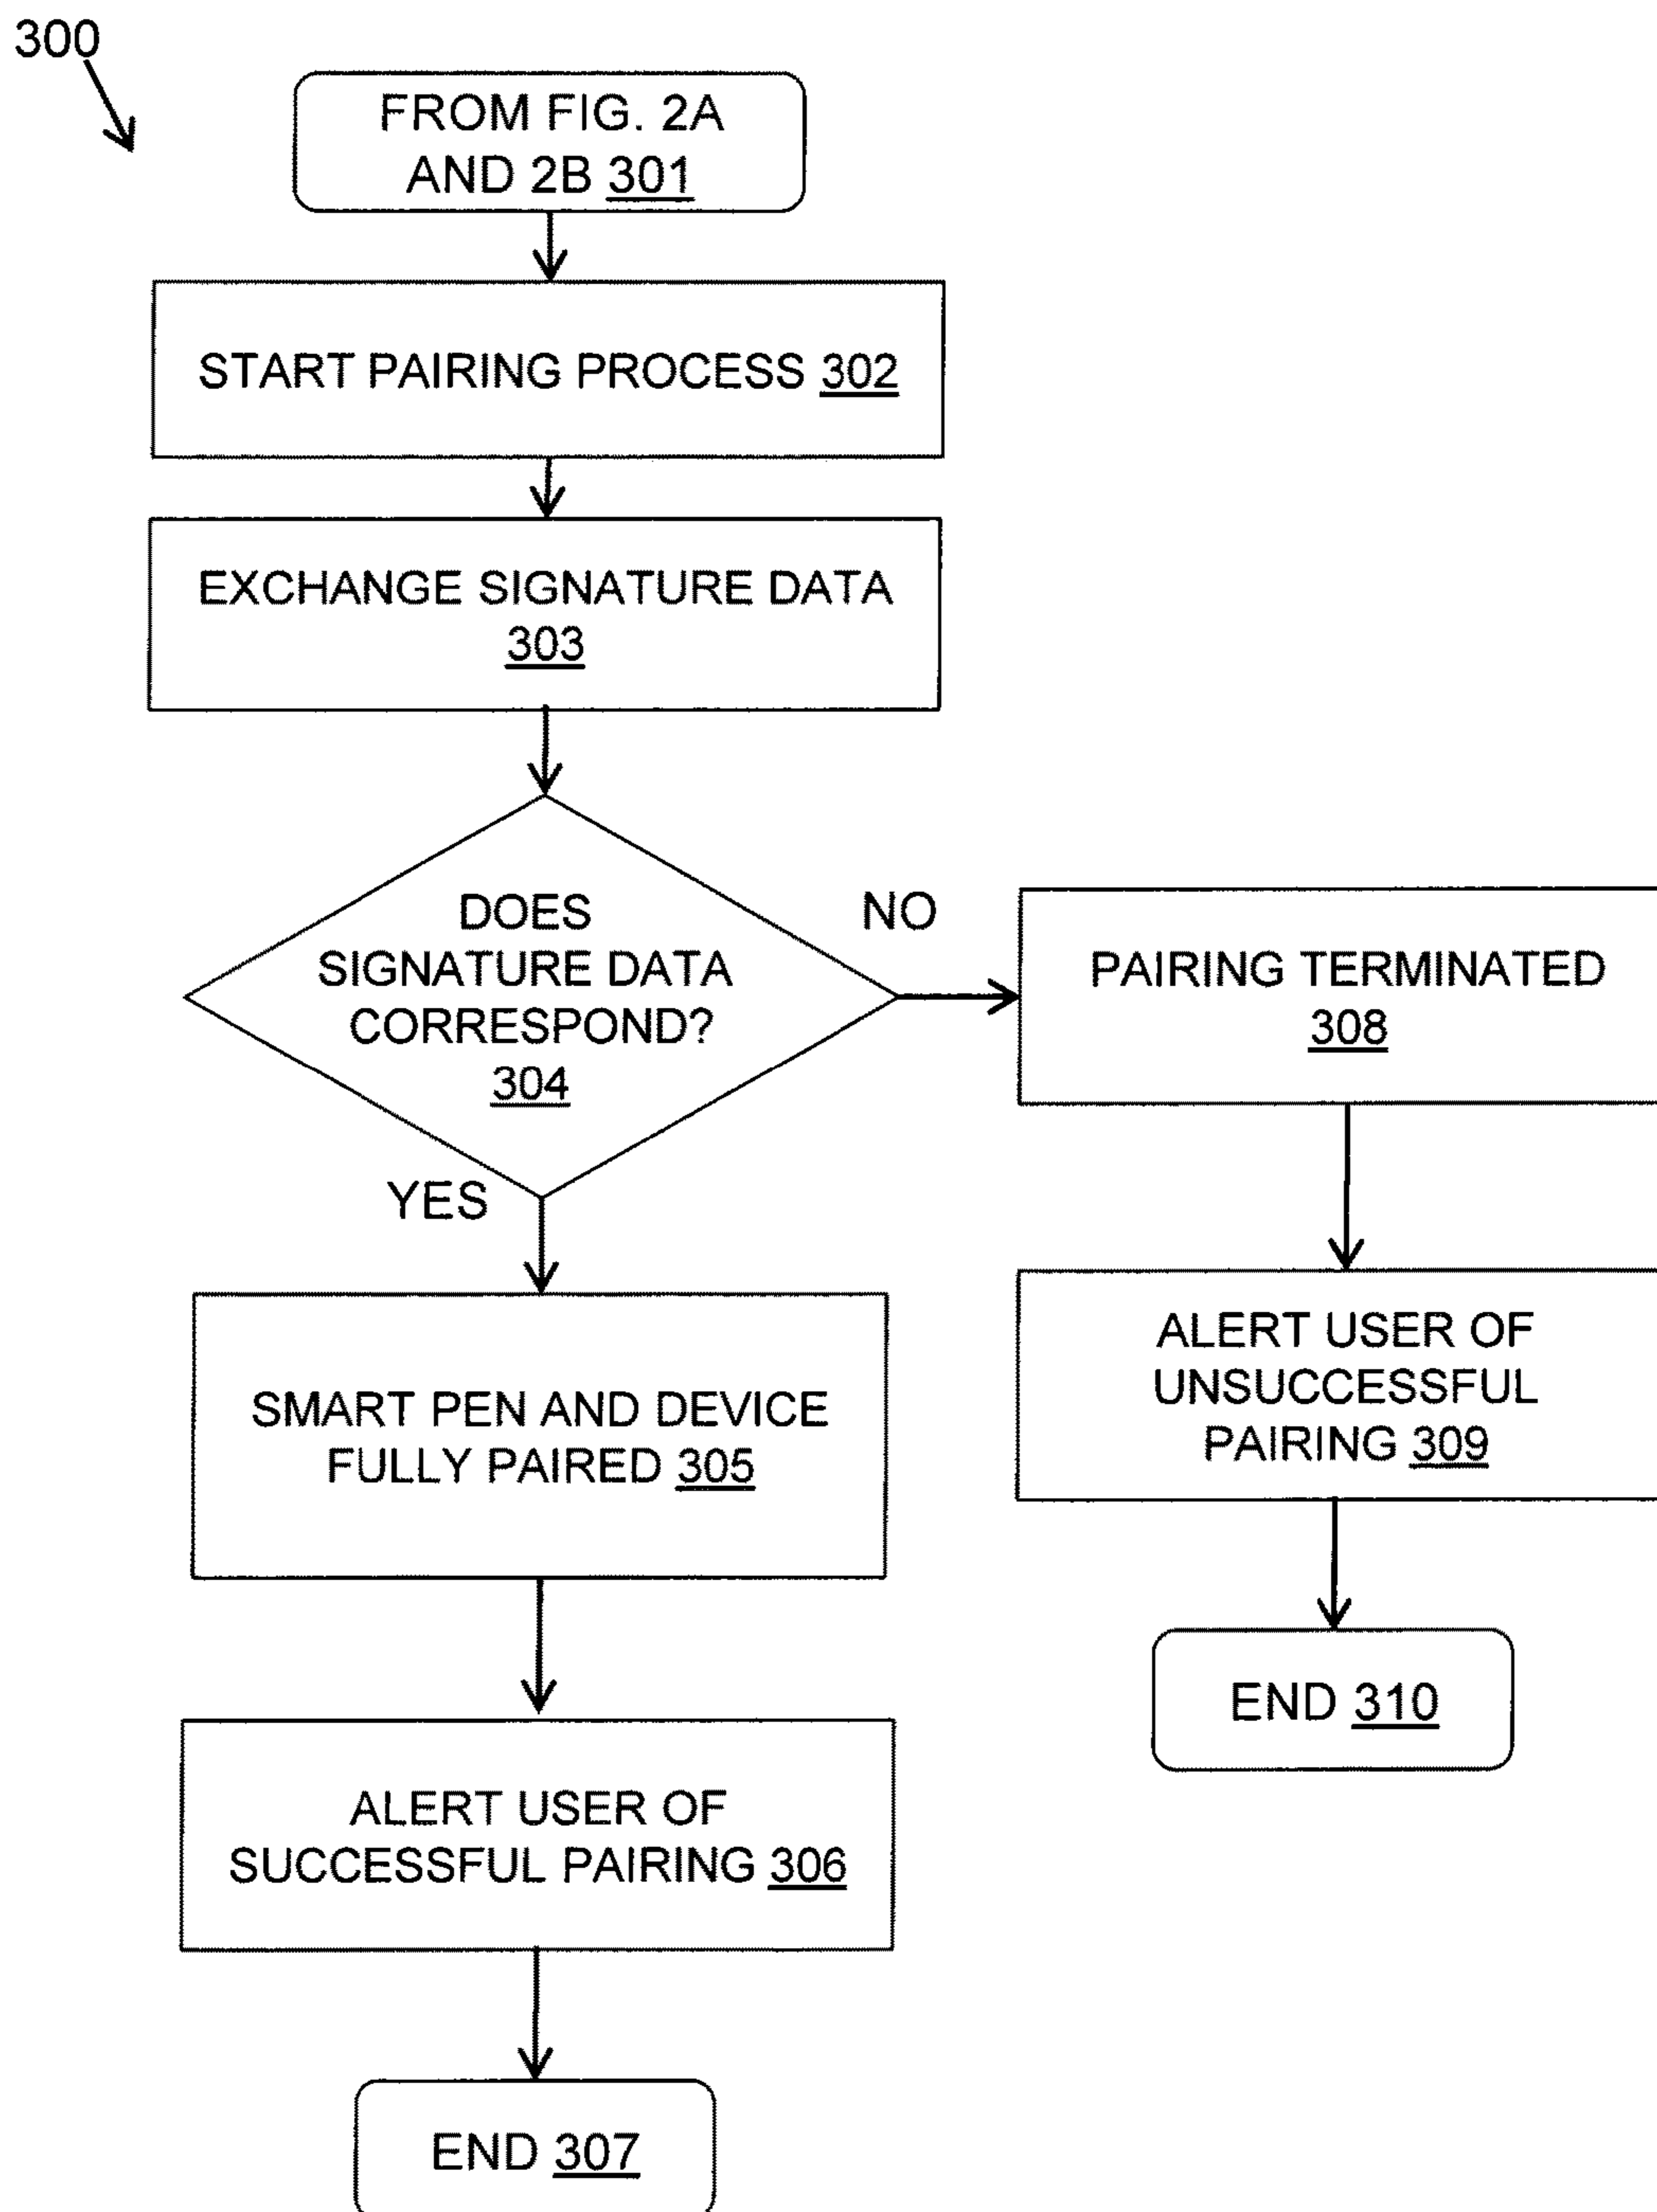 300
FROM FIG. 2A
AND 2B 301
START PAIRING PROCESS 302
EXCHANGE SIGNATURE DATA
303
DOES
SIGNATURE DATA
CORRESPOND?
304
NO
YES
PAIRING TERMINATED
308
ALERT USER OF
UNSUCCESSFUL
PAIRING 309
END 310
SMART PEN AND DEVICE
FULLY PAIRED 305
ALERT USER OF
SUCCESSFUL PAIRING 306
END 307